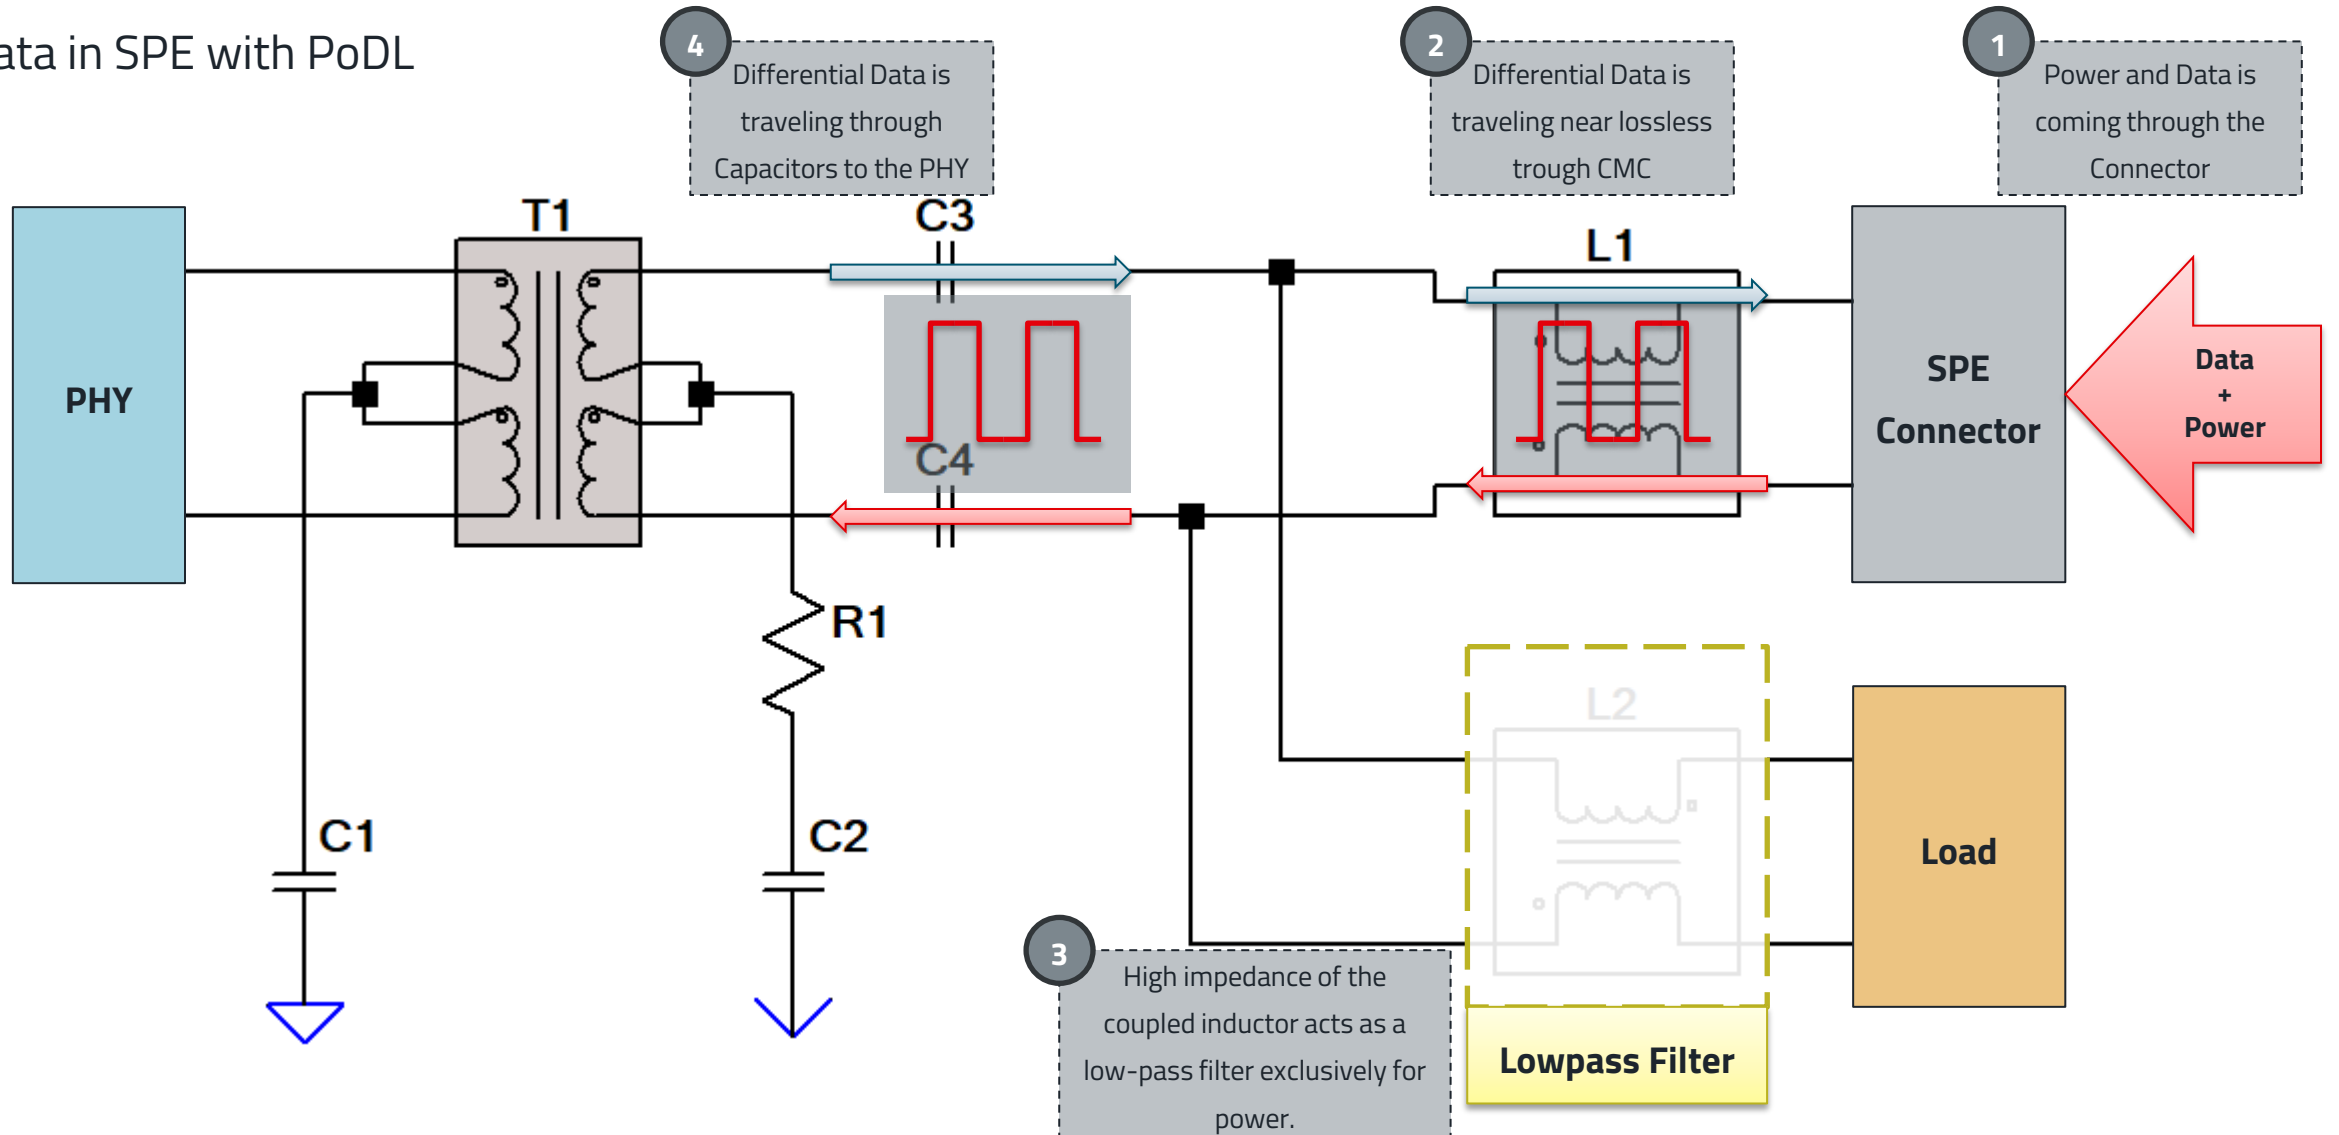 ata in SPE with PoDL
4
Differential Data is
traveling through
Capacitors to the PHY
2
Differential Data is
traveling near lossless
trough CMC
1
Power and Data is
coming through the
Connector
T1
C3
L1
PHY
SPE
Connector
Data
+
Power
C4
R1
L2
C1
C2
Load
3
High impedance of the
coupled inductor acts as a
low-pass filter exclusively for
power.
Lowpass Filter